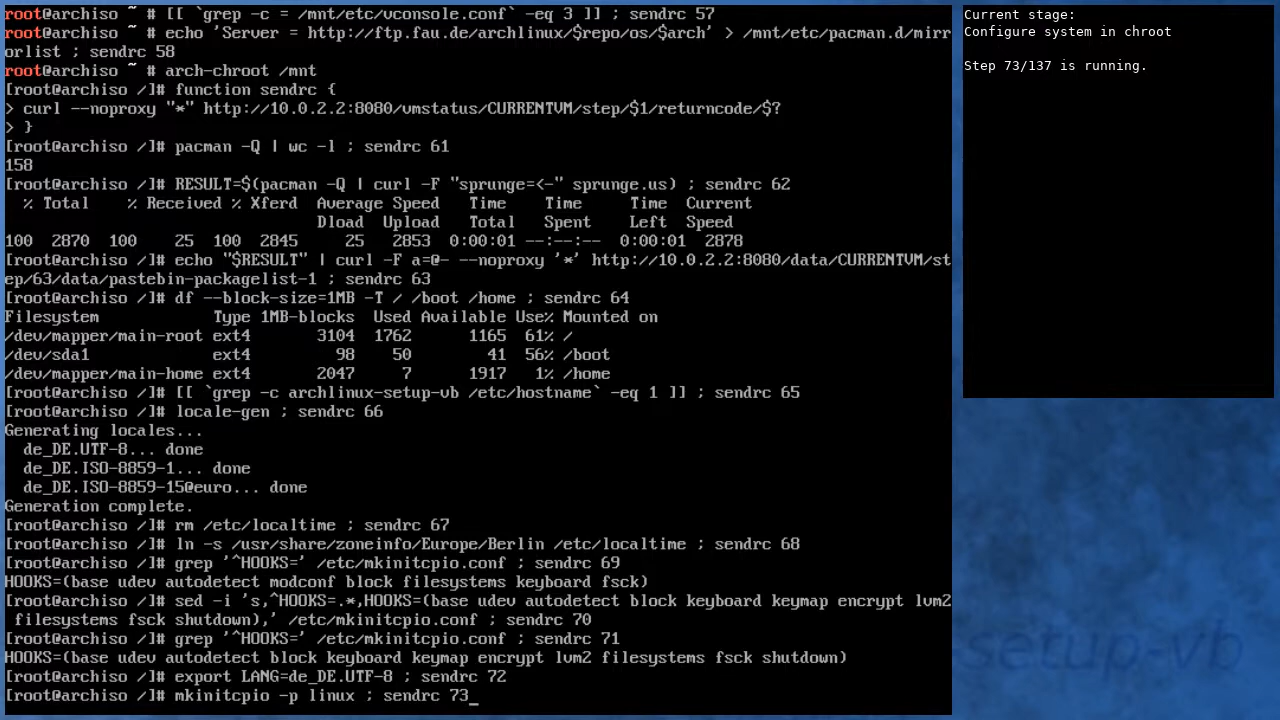 root@archiso ~ # [[ `grep -c = /mnt/etc/vconsole.conf` -eq 3 ]] ; sendrc 57
root@archiso ~ # echo 'Server = http://ftp.fau.de/archlinux/$repo/os/$arch' > /mnt/etc/pacman.d/mirr
orlist ; sendrc 58
root@archiso ~ # arch-chroot /mnt
[root@archiso /]# function sendrc {
> curl --noproxy "*" http://10.0.2.2:8080/vmstatus/CURRENTVM/step/$1/returncode/$?
> }
[root@archiso /]# pacman -Q | wc -l ; sendrc 61
158
[root@archiso /]# RESULT=$(pacman -Q | curl -F "sprunge=<-" sprunge.us) ; sendrc 62
  % Total    % Received % Xferd  Average Speed   Time    Time     Time  Current
                                 Dload  Upload   Total   Spent    Left  Speed
100  2870  100    25  100  2845     25   2853  0:00:01 --:--:--  0:00:01  2878
[root@archiso /]# echo "$RESULT" | curl -F a=@- --noproxy '*' http://10.0.2.2:8080/data/CURRENTVM/st
ep/63/data/pastebin-packagelist-1 ; sendrc 63
[root@archiso /]# df --block-size=1MB -T / /boot /home ; sendrc 64
Filesystem            Type 1MB-blocks  Used Available Use% Mounted on
/dev/mapper/main-root ext4       3104  1762      1165  61% /
/dev/sda1             ext4         98    50        41  56% /boot
/dev/mapper/main-home ext4       2047     7      1917   1% /home
[root@archiso /]# [[ `grep -c archlinux-setup-vb /etc/hostname` -eq 1 ]] ; sendrc 65
[root@archiso /]# locale-gen ; sendrc 66
Generating locales...
  de_DE.UTF-8... done
  de_DE.ISO-8859-1... done
  de_DE.ISO-8859-15@euro... done
Generation complete.
[root@archiso /]# rm /etc/localtime ; sendrc 67
[root@archiso /]# ln -s /usr/share/zoneinfo/Europe/Berlin /etc/localtime ; sendrc 68
[root@archiso /]# grep '^HOOKS=' /etc/mkinitcpio.conf ; sendrc 69
HOOKS=(base udev autodetect modconf block filesystems keyboard fsck)
[root@archiso /]# sed -i 's,^HOOKS=.*,HOOKS=(base udev autodetect block keyboard keymap encrypt lvm2
 filesystems fsck shutdown),' /etc/mkinitcpio.conf ; sendrc 70
[root@archiso /]# grep '^HOOKS=' /etc/mkinitcpio.conf ; sendrc 71
HOOKS=(base udev autodetect block keyboard keymap encrypt lvm2 filesystems fsck shutdown)
[root@archiso /]# export LANG=de_DE.UTF-8 ; sendrc 72
[root@archiso /]# mkinitcpio -p linux ; sendrc 73_
Current stage:
Configure system in chroot
Step 73/137 is running.
setup-vb